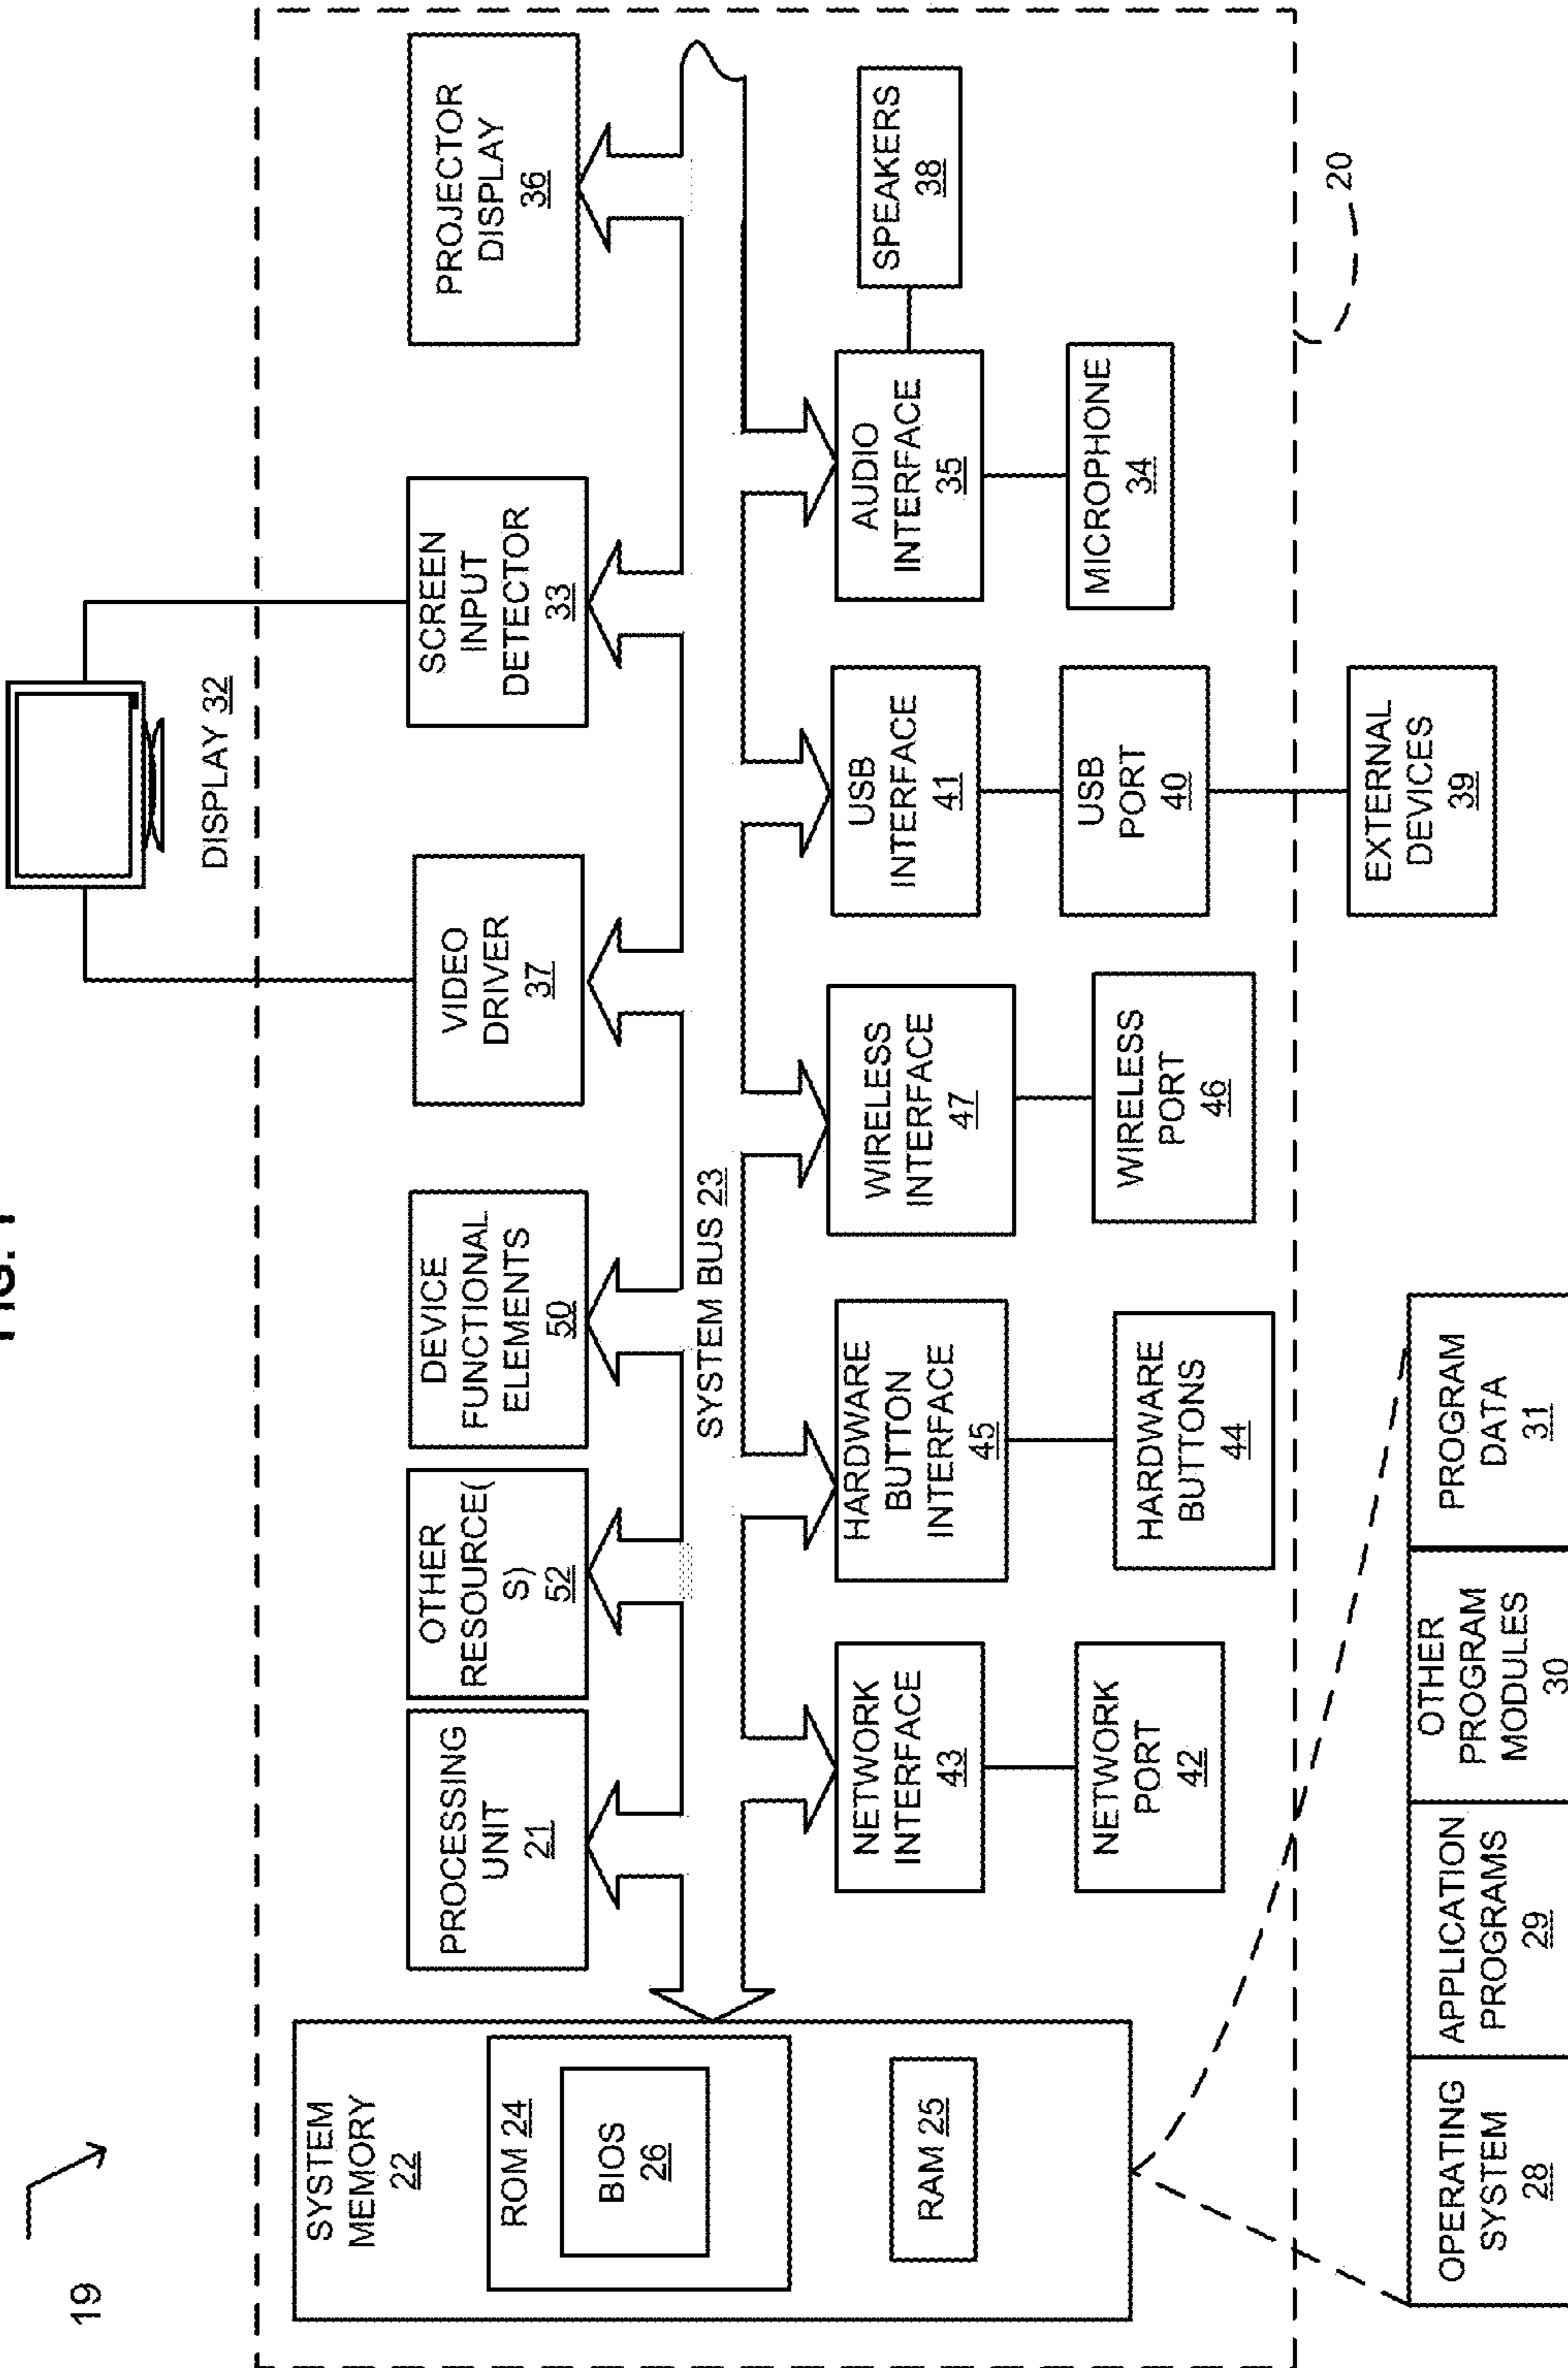 FIG. 1
19
DISPLAY 32
SYSTEM
MEMORY
22
ROM 24
BIOS
26
RAM 25
PROCESSING
UNIT
21
OTHER
RESOURCE(
S)
52
DEVICE
FUNCTIONAL
ELEMENTS
50
VIDEO
DRIVER
37
SCREEN
INPUT
DETECTOR
33
PROJECTOR
DISPLAY
36
SYSTEM BUS 23
NETWORK
INTERFACE
43
HARDWARE
BUTTON
INTERFACE
45
WIRELESS
INTERFACE
47
USB
INTERFACE
41
AUDIO
INTERFACE
35
SPEAKERS
38
NETWORK
PORT
42
HARDWARE
BUTTONS
44
WIRELESS
PORT
46
USB
PORT
40
MICROPHONE
34
20
OPERATING
SYSTEM
28
APPLICATION
PROGRAMS
29
OTHER
PROGRAM
MODULES
30
PROGRAM
DATA
31
EXTERNAL
DEVICES
39